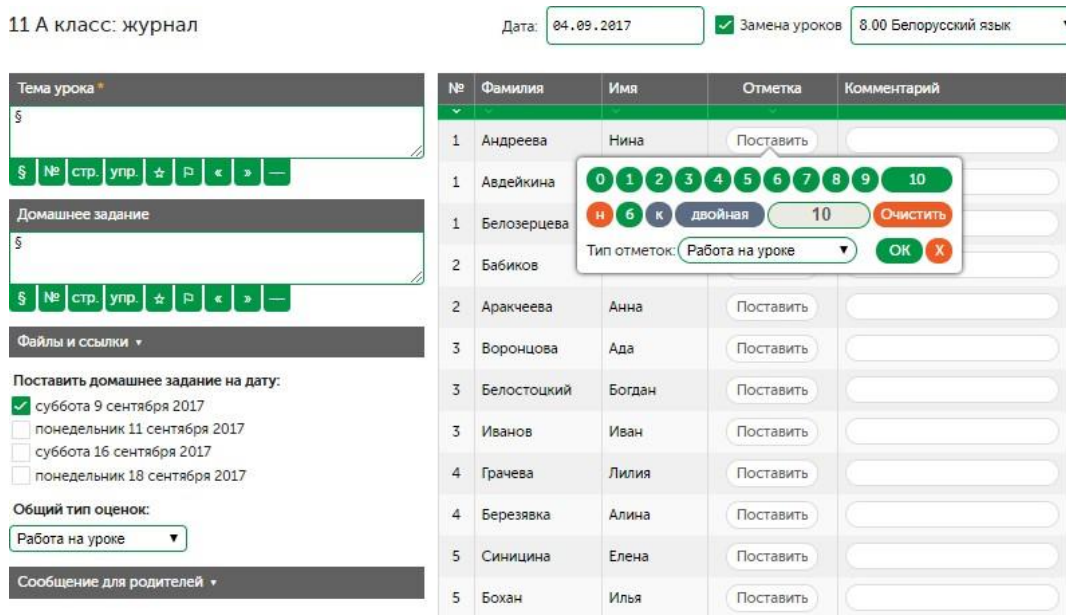 11 А класс: журнал
Дата: 04.09.2017 Замена уроков 8.00 Белорусский язык
Тема урока *
§
§ № стр. упр. ☆ « » —
Домашнее задание
§
§ № стр. упр. ☆ « » —
Файлы и ссылки ▾
Поставить домашнее задание на дату:
суббота 9 сентября 2017
понедельник 11 сентября 2017
суббота 16 сентября 2017
понедельник 18 сентября 2017
Общий тип оценок:
Работа на уроке ▼
Сообщение для родителей ▾
№ Фамилия Имя Отметка Комментарий
1 Андреева Нина Поставить
1 Авдейкина
1 Белозерцева
2 Бабиков
2 Аракчеева Анна Поставить
3 Воронцова Ада Поставить
3 Белостоцкий Богдан Поставить
3 Иванов Иван Поставить
4 Грачева Лилия Поставить
4 Березявка Алина Поставить
5 Синицина Елена Поставить
5 Бохан Илья Поставить
0 1 2 3 4 5 6 7 8 9 10
н б к двойная 10 Очистить
Тип отметок: Работа на уроке ▼ ОК X